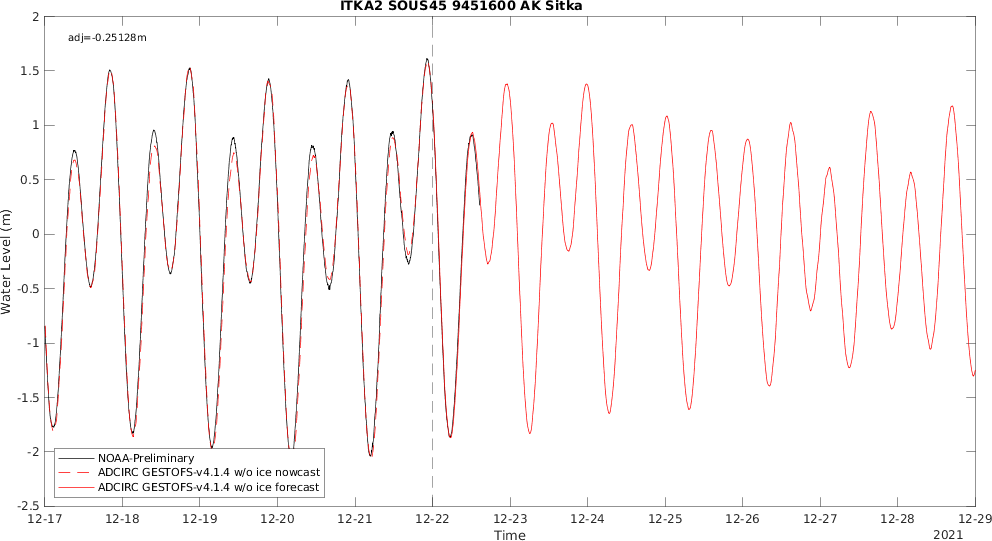 ITKA2 SOUS45 9451600 AK Sitka
adj=-0.25128m
Water Level (m)
2
1.5
1
0.5
0
-0.5
-1
-1.5
-2
-2.5
NOAA-Preliminary
ADCIRC GESTOFS-v4.1.4 w/o ice nowcast
ADCIRC GESTOFS-v4.1.4 w/o ice forecast
12-17 12-18 12-19 12-20 12-21 12-22 12-23 12-24 12-25 12-26 12-27 12-28 12-29
Time
2021